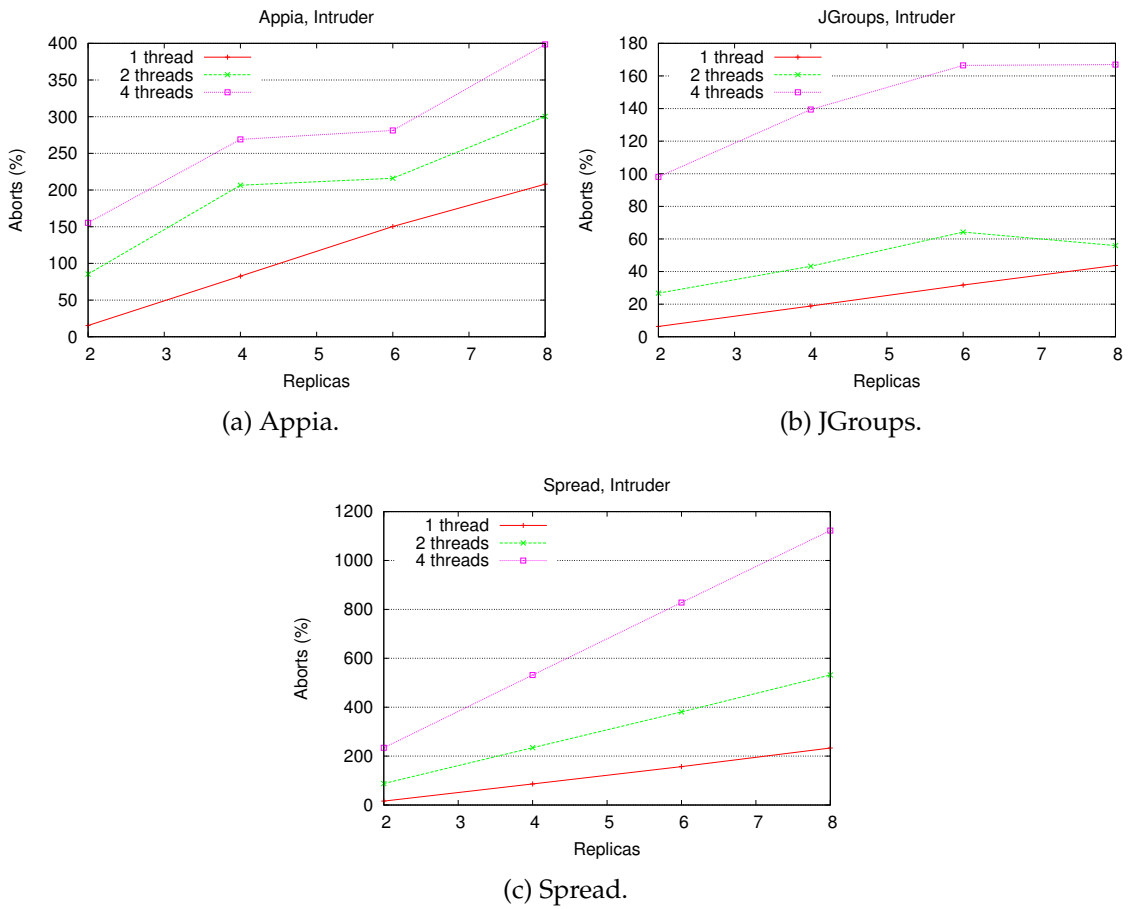 Appia, Intruder
400
350
300
250
200
150
100
50
0
Aborts (%)
1 thread
2 threads
4 threads
2 3 4 5 6 7 8
Replicas
(a) Appia.
JGroups, Intruder
180
160
140
120
100
80
60
40
20
0
Aborts (%)
1 thread
2 threads
4 threads
2 3 4 5 6 7 8
Replicas
(b) JGroups.
Spread, Intruder
1200
1000
800
600
400
200
0
Aborts (%)
1 thread
2 threads
4 threads
2 3 4 5 6 7 8
Replicas
(c) Spread.